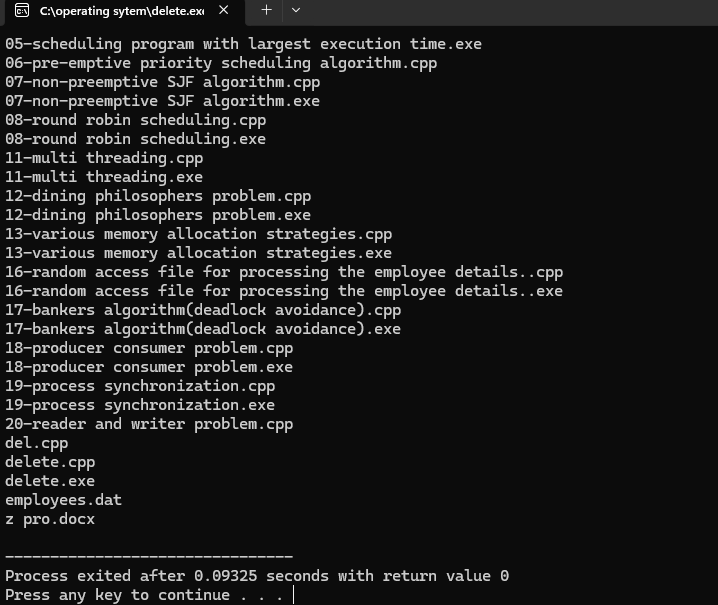 C:\operating sytem\delete.exe
05-scheduling program with largest execution time.exe
06-pre-emptive priority scheduling algorithm.cpp
07-non-preemptive SJF algorithm.cpp
07-non-preemptive SJF algorithm.exe
08-round robin scheduling.cpp
08-round robin scheduling.exe
11-multi threading.cpp
11-multi threading.exe
12-dining philosophers problem.cpp
12-dining philosophers problem.exe
13-various memory allocation strategies.cpp
13-various memory allocation strategies.exe
16-random access file for processing the employee details..cpp
16-random access file for processing the employee details..exe
17-bankers algorithm(deadlock avoidance).cpp
17-bankers algorithm(deadlock avoidance).exe
18-producer consumer problem.cpp
18-producer consumer problem.exe
19-process synchronization.cpp
19-process synchronization.exe
20-reader and writer problem.cpp
del.cpp
delete.cpp
delete.exe
employees.dat
z pro.docx
--------------------------------
Process exited after 0.09325 seconds with return value 0
Press any key to continue . . .